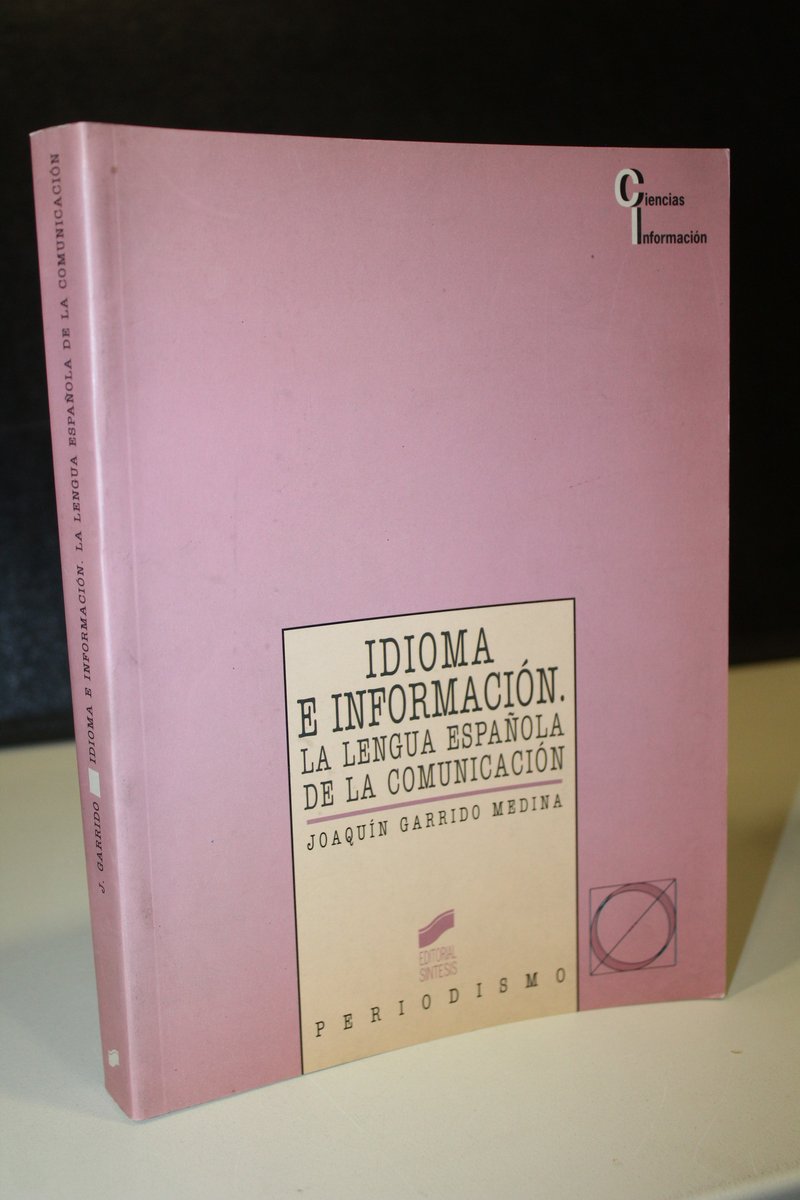 J. GARRIDO IDIOMA E INFORMACIÓN. LA LENGUA ESPAÑOLA DE LA COMUNICACIÓN
Ciencias
Información
IDIOMA
E INFORMACIÓN.
LA LENGUA ESPAÑOLA
DE LA COMUNICACIÓN
JOAQUÍN GARRIDO MEDINA
EDITORIAL
SINTESIS
PERIODISMO